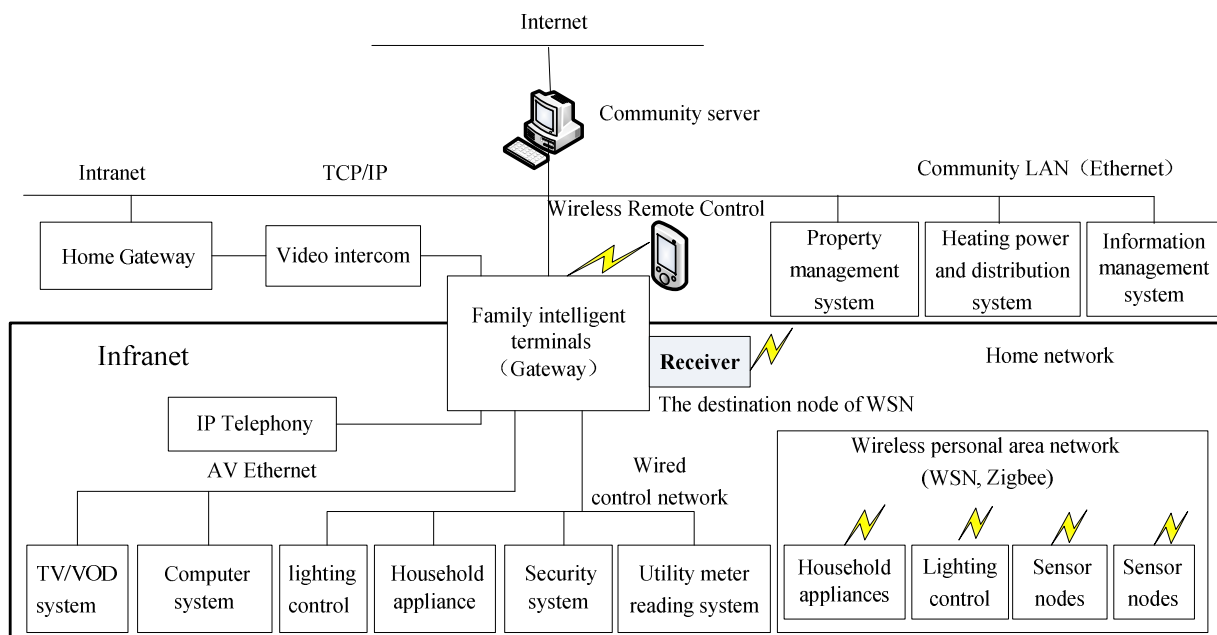 Internet
Community server
Intranet
TCP/IP
Community LAN（Ethernet）
Wireless Remote Control
Home Gateway
Video intercom
Property
management
system
Heating power
and distribution
system
Information
management
system
Family intelligent
terminals
（Gateway）
Infranet
Receiver
Home network
The destination node of WSN
IP Telephony
AV Ethernet
Wired
control network
Wireless personal area network
(WSN, Zigbee)
TV/VOD
system
Computer
system
lighting
control
Household
appliance
Security
system
Utility meter
reading system
Household
appliances
Lighting
control
Sensor
nodes
Sensor
nodes